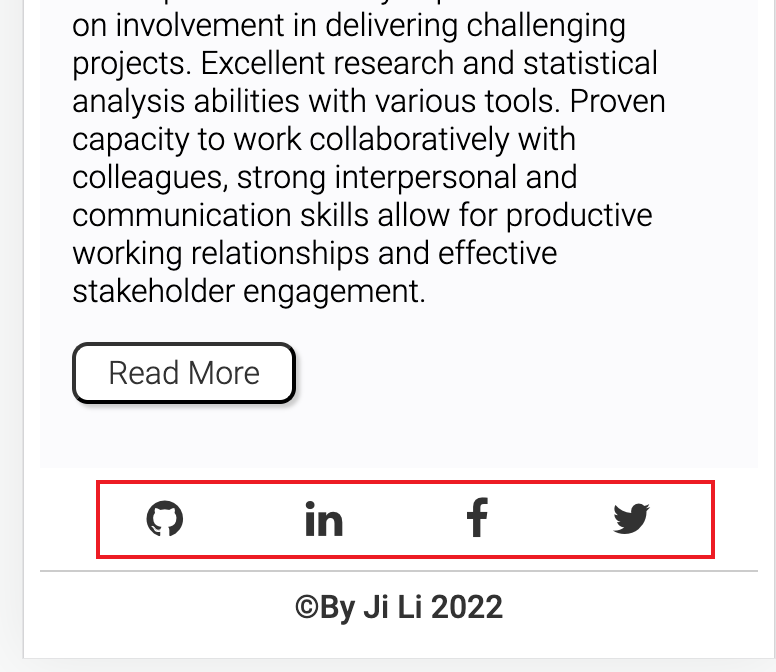 on involvement in delivering challenging
projects. Excellent research and statistical
analysis abilities with various tools. Proven
capacity to work collaboratively with
colleagues, strong interpersonal and
communication skills allow for productive
working relationships and effective
stakeholder engagement.
Read More
in
f
©By Ji Li 2022